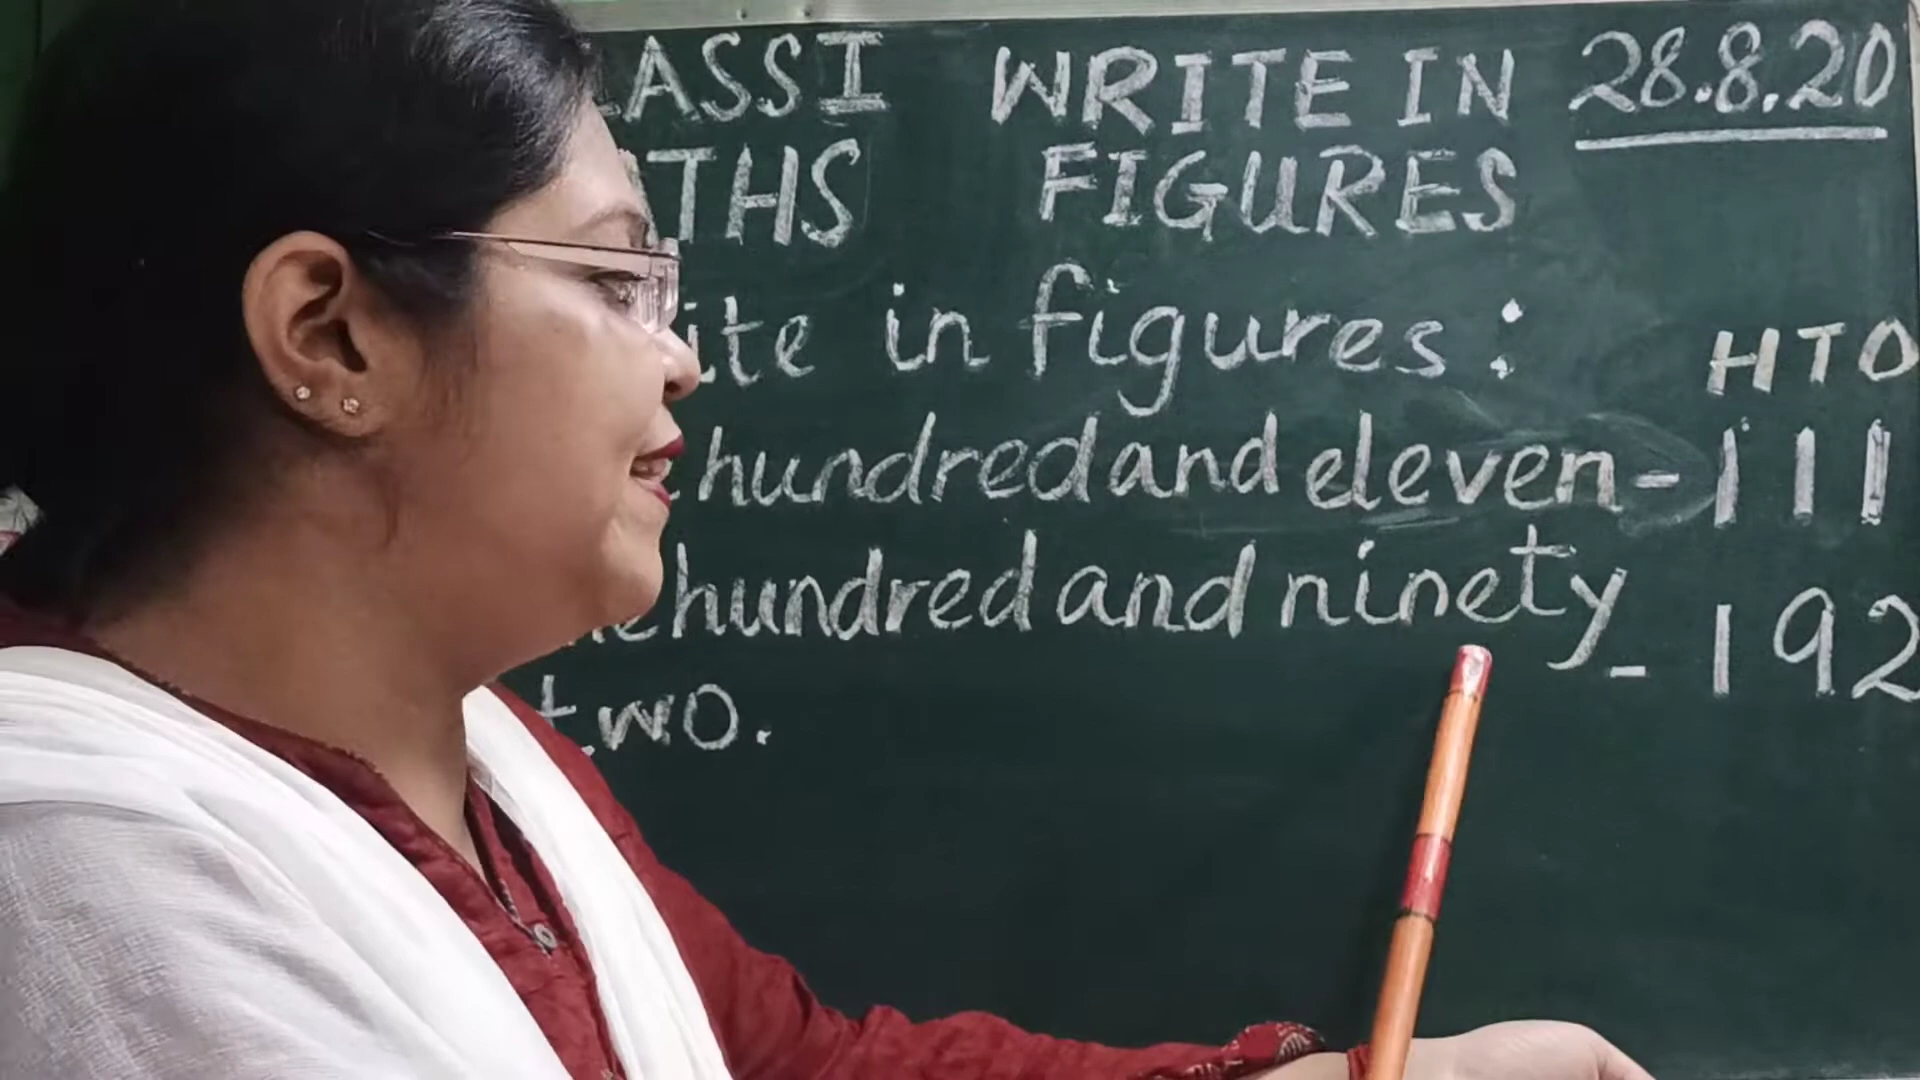 LASSI WRITE IN 28.8.20
THS FIGURES
ite in figures :
H T O
hundred and eleven - 111
hundred and ninety - 192
two.